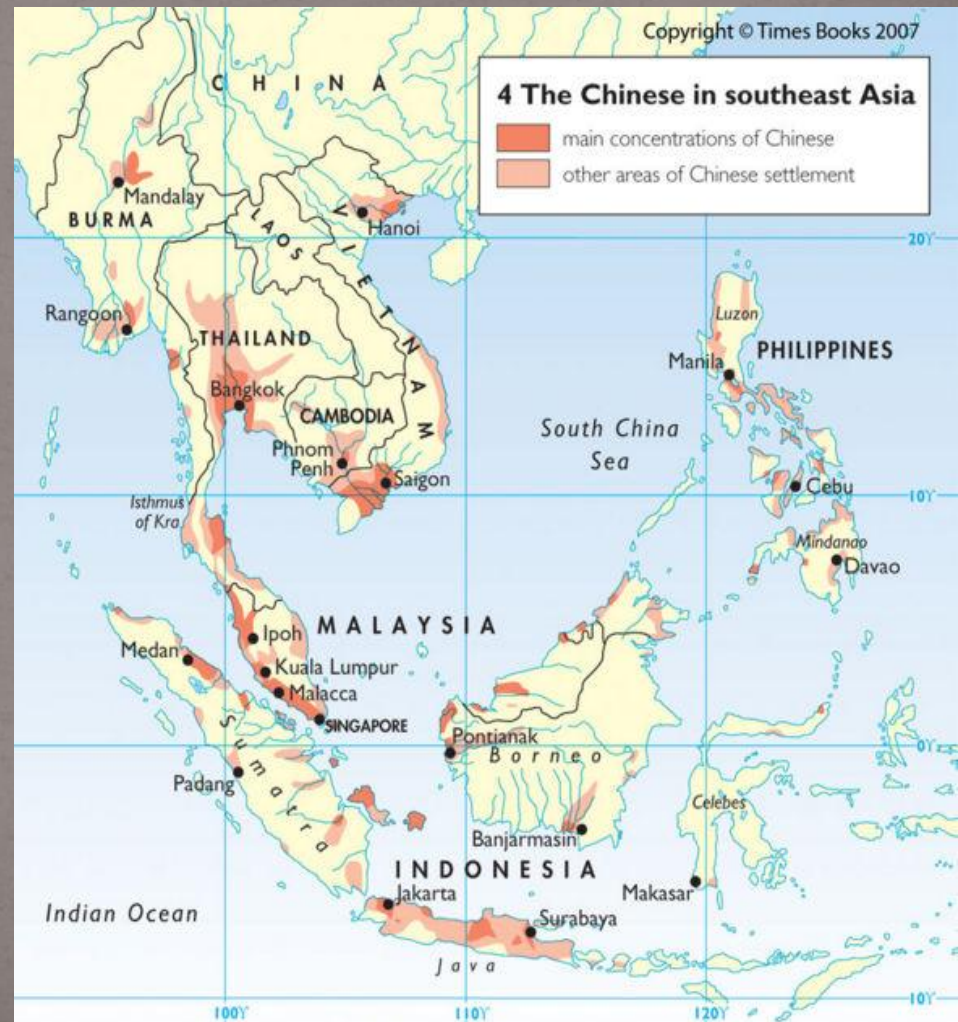 Copyright © Times Books 2007
4 The Chinese in southeast Asia
main concentrations of Chinese
other areas of Chinese settlement
CHINA
Mandalay
BURMA
Hanoi
LAOS
VIETNAM
20°
Rangoon
THAILAND
Luzon
Manila
PHILIPPINES
Bangkok
CAMBODIA
South China
Sea
Phnom
Penh
Saigon
Cebu
10°
Isthmus
of Kra
Mindanao
Davao
MALAYSIA
Ipoh
Medan
Kuala Lumpur
Malacca
SINGAPORE
Sumatra
Pontianak
Borneo
0°
Padang
Celebes
Banjarmasin
INDONESIA
Makasar
Jakarta
Indian Ocean
Surabaya
Java
100°
110°
120°
10°